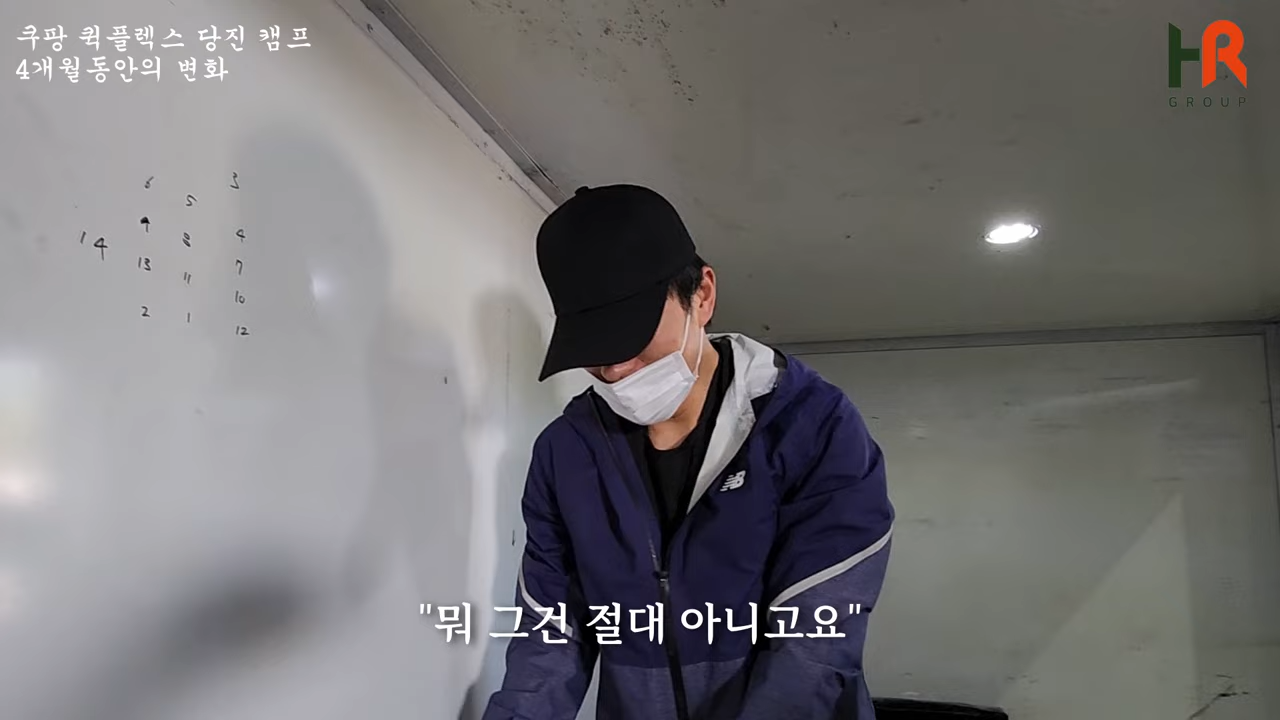 쿠팡 퀵플렉스 당진 캠프
4개월동안의 변화
HR
GROUP
6 3
5
4
14 8
13 11 7
10
2 1 12
NB
"뭐 그건 절대 아니고요"